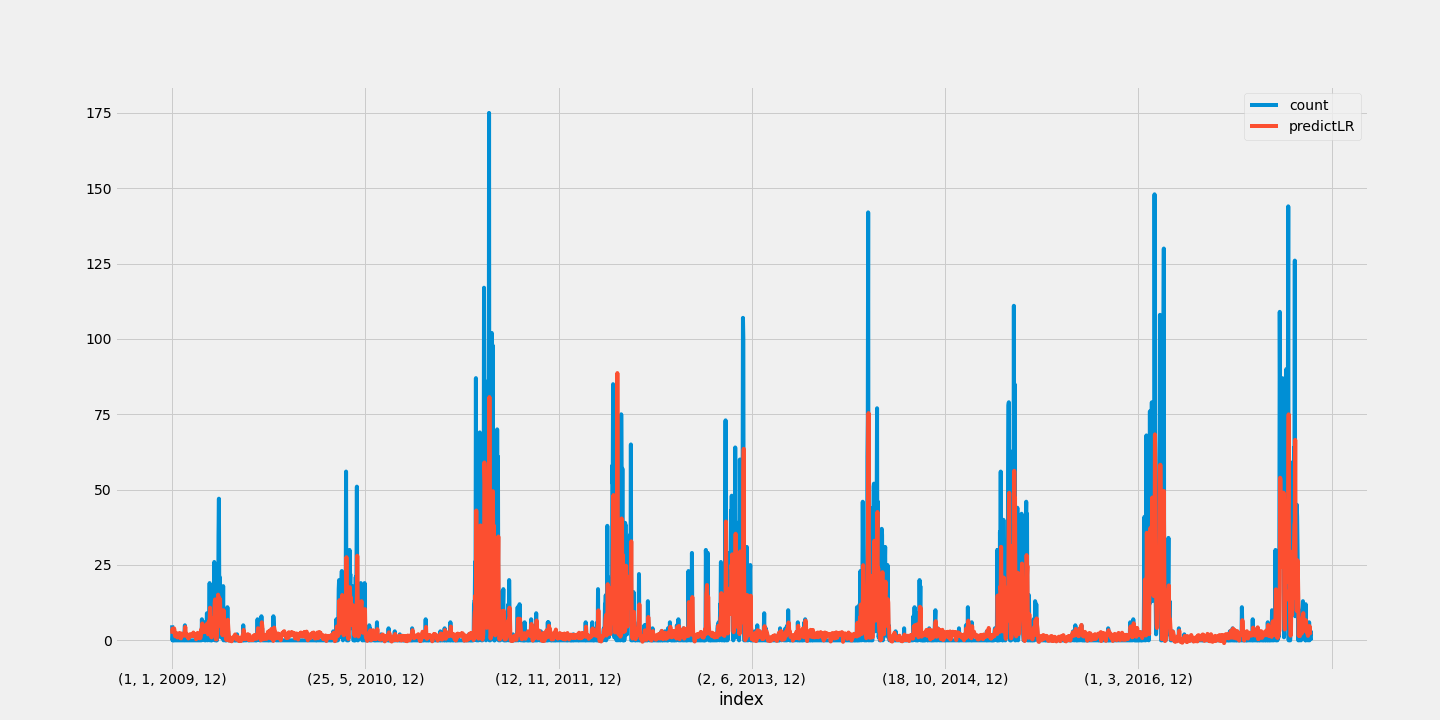 count
predictLR
175
150
125
100
75
50
25
0
(1, 1, 2009, 12) (25, 5, 2010, 12) (12, 11, 2011, 12) (2, 6, 2013, 12) (18, 10, 2014, 12) (1, 3, 2016, 12)
index